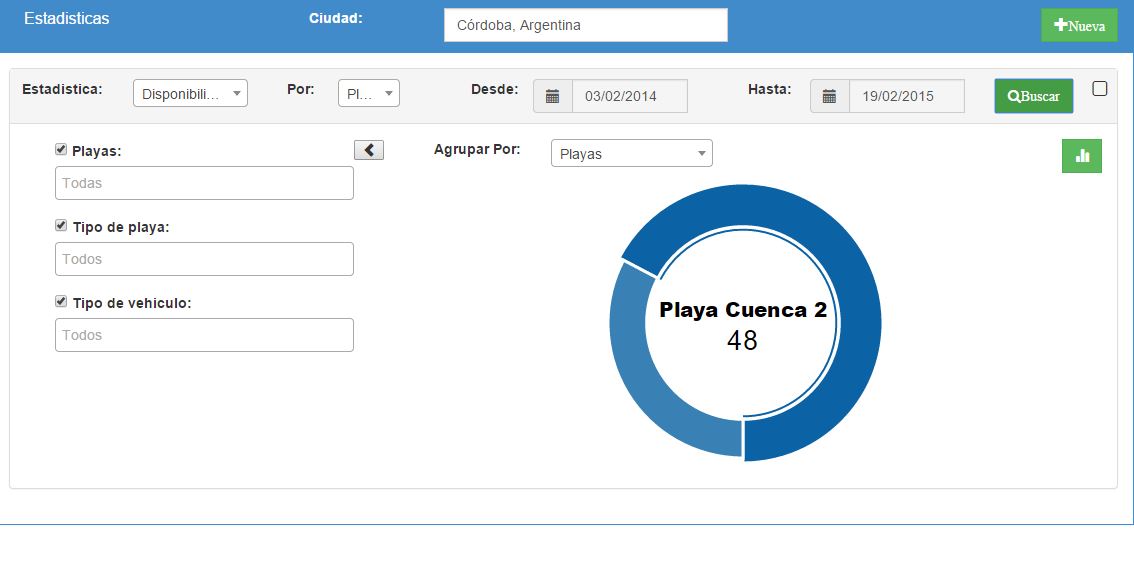 Estadisticas
Ciudad:
Córdoba, Argentina
Nueva
Estadistica:
Disponibili...
Por:
Pl...
Desde:
03/02/2014
Hasta:
19/02/2015
Buscar
Playas:
Todas
Agrupar Por:
Playas
Tipo de playa:
Todos
Tipo de vehiculo:
Todos
Playa Cuenca 2
48